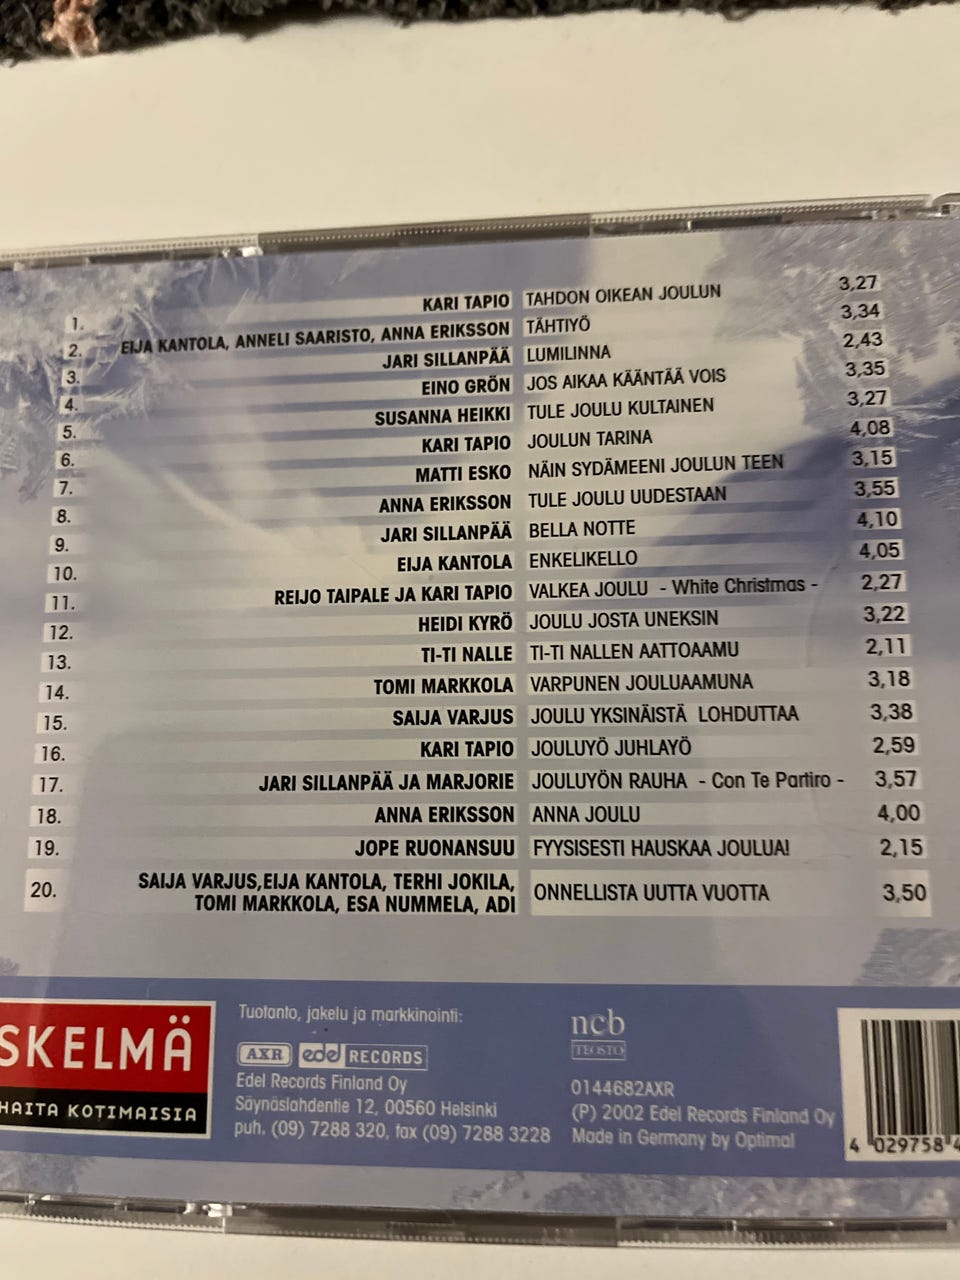 1. KARI TAPIO TAHDON OIKEAN JOULUN 3,27
2. EIJA KANTOLA, ANNELI SAARISTO, ANNA ERIKSSON TÄHTIYÖ 3,34
3. JARI SILLANPÄÄ LUMILINNA 2,43
4. EINO GRÖN JOS AIKAA KÄÄNTÄÄ VOIS 3,35
5. SUSANNA HEIKKI TULE JOULU KULTAINEN 3,27
6. KARI TAPIO JOULUN TARINA 4,08
7. MATTI ESKO NÄIN SYDÄMEENI JOULUN TEEN 3,15
8. ANNA ERIKSSON TULE JOULU UUDESTAAN 3,55
9. JARI SILLANPÄÄ BELLA NOTTE 4,10
10. EIJA KANTOLA ENKELIKELLO 4,05
11. REIJO TAIPALE JA KARI TAPIO VALKEA JOULU - White Christmas - 2,27
12. HEIDI KYRÖ JOULU JOSTA UNEKSIN 3,22
13. TI-TI NALLE TI-TI NALLEN AATTOAAMU 2,11
14. TOMI MARKKOLA VARPUNEN JOULUAAMUNA 3,18
15. SAIJA VARJUS JOULU YKSINÄISTÄ LOHDUTTAA 3,38
16. KARI TAPIO JOULUYÖ JUHLAYÖ 2,59
17. JARI SILLANPÄÄ JA MARJORIE JOULUYÖN RAUHA - Con Te Partiro - 3,57
18. ANNA ERIKSSON ANNA JOULU 4,00
19. JOPE RUONANSUU FYYSISESTI HAUSKAA JOULUA! 2,15
20. SAIJA VARJUS,EIJA KANTOLA, TERHI JOKILA,
TOMI MARKKOLA, ESA NUMMELA, ADI ONNELLISTA UUTTA VUOTTA 3,50
SKELMÄ
HAITA KOTIMAISIA
Tuotanto, jakelu ja markkinointi:
AXR edel RECORDS
Edel Records Finland Oy
Säynäslahdentie 12, 00560 Helsinki
puh. (09) 7288 320, fax (09) 7288 3228
ncb
TEOSTO
0144682AXR
(P) 2002 Edel Records Finland Oy
Made in Germany by Optimal
4 029758 4